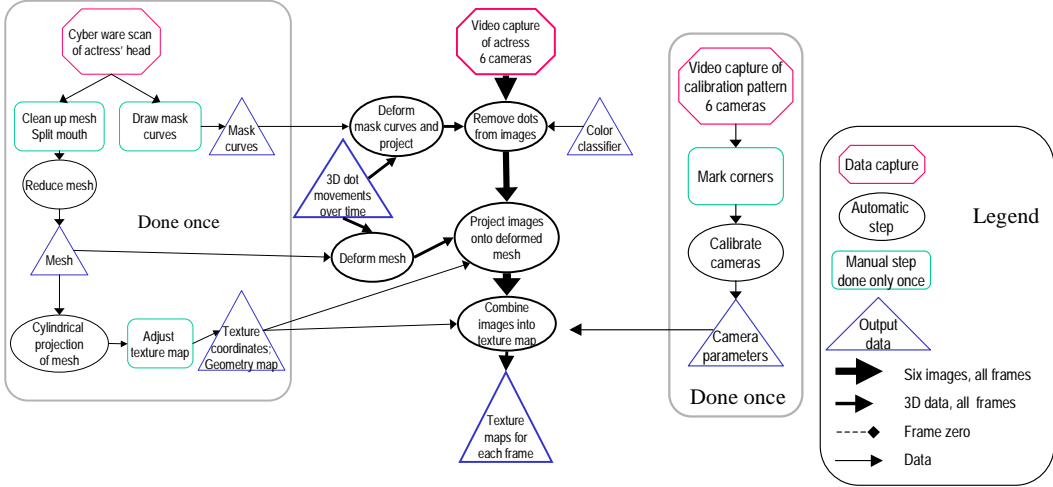 Cyber ware scan
of actress' head
Clean up mesh
Split mouth
Draw mask
curves
Mask
curves
Reduce mesh
Done once
Mesh
Cylindrical
projection
of mesh
Adjust
texture map
Texture
coordinates;
Geometry map
Video capture
of actress
6 cameras
Deform
mask curves and
project
Remove dots
from images
Color
classifier
3D dot
movements
over time
Deform mesh
Project images
onto deformed
mesh
Combine
images into
texture map
Texture
maps for
each frame
Video capture of
calibration pattern
6 cameras
Mark corners
Calibrate
cameras
Camera
parameters
Done once
Legend
Data capture
Automatic
step
Manual step
done only once
Output
data
Six images, all frames
3D data, all frames
Frame zero
Data